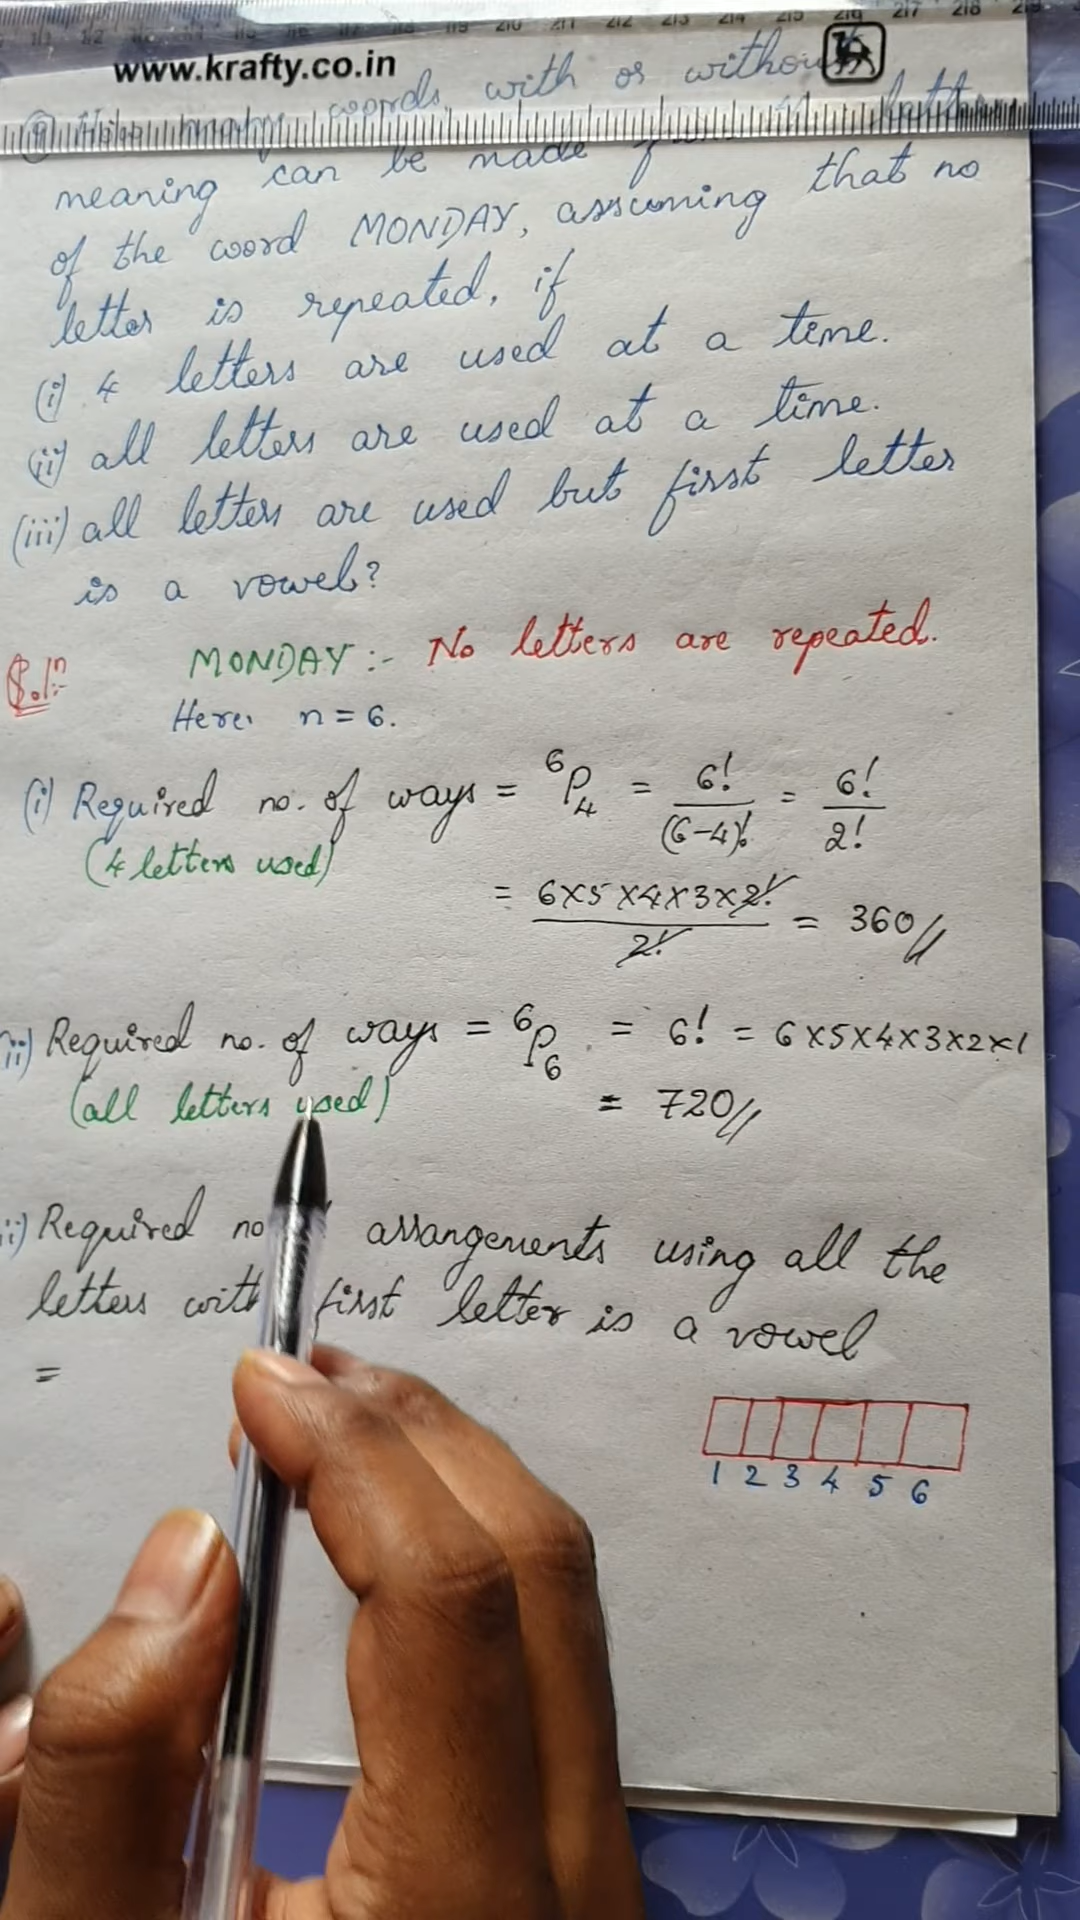 www.krafty.co.in
words, with or without
meaning can be made
of the word MONDAY, assuming that no
letter is repeated, if
(i) 4 letters are used at a time.
(ii) all letters are used at a time.
(iii) all letters are used but first letter
is a vowel?
Sol:-
MONDAY :- No letters are repeated.
Here, n = 6.
(i) Required no. of ways = ⁶P₄ = 6!/(6-4)! = 6!/2!
(4 letters used)
= 6×5×4×3×2!/2! = 360//
ii) Required no. of ways = ⁶P₆ = 6! = 6×5×4×3×2×1
(all letters used)
= 720//
ii) Required no arrangements using all the
letters with first letter is a vowel
=
1 2 3 4 5 6